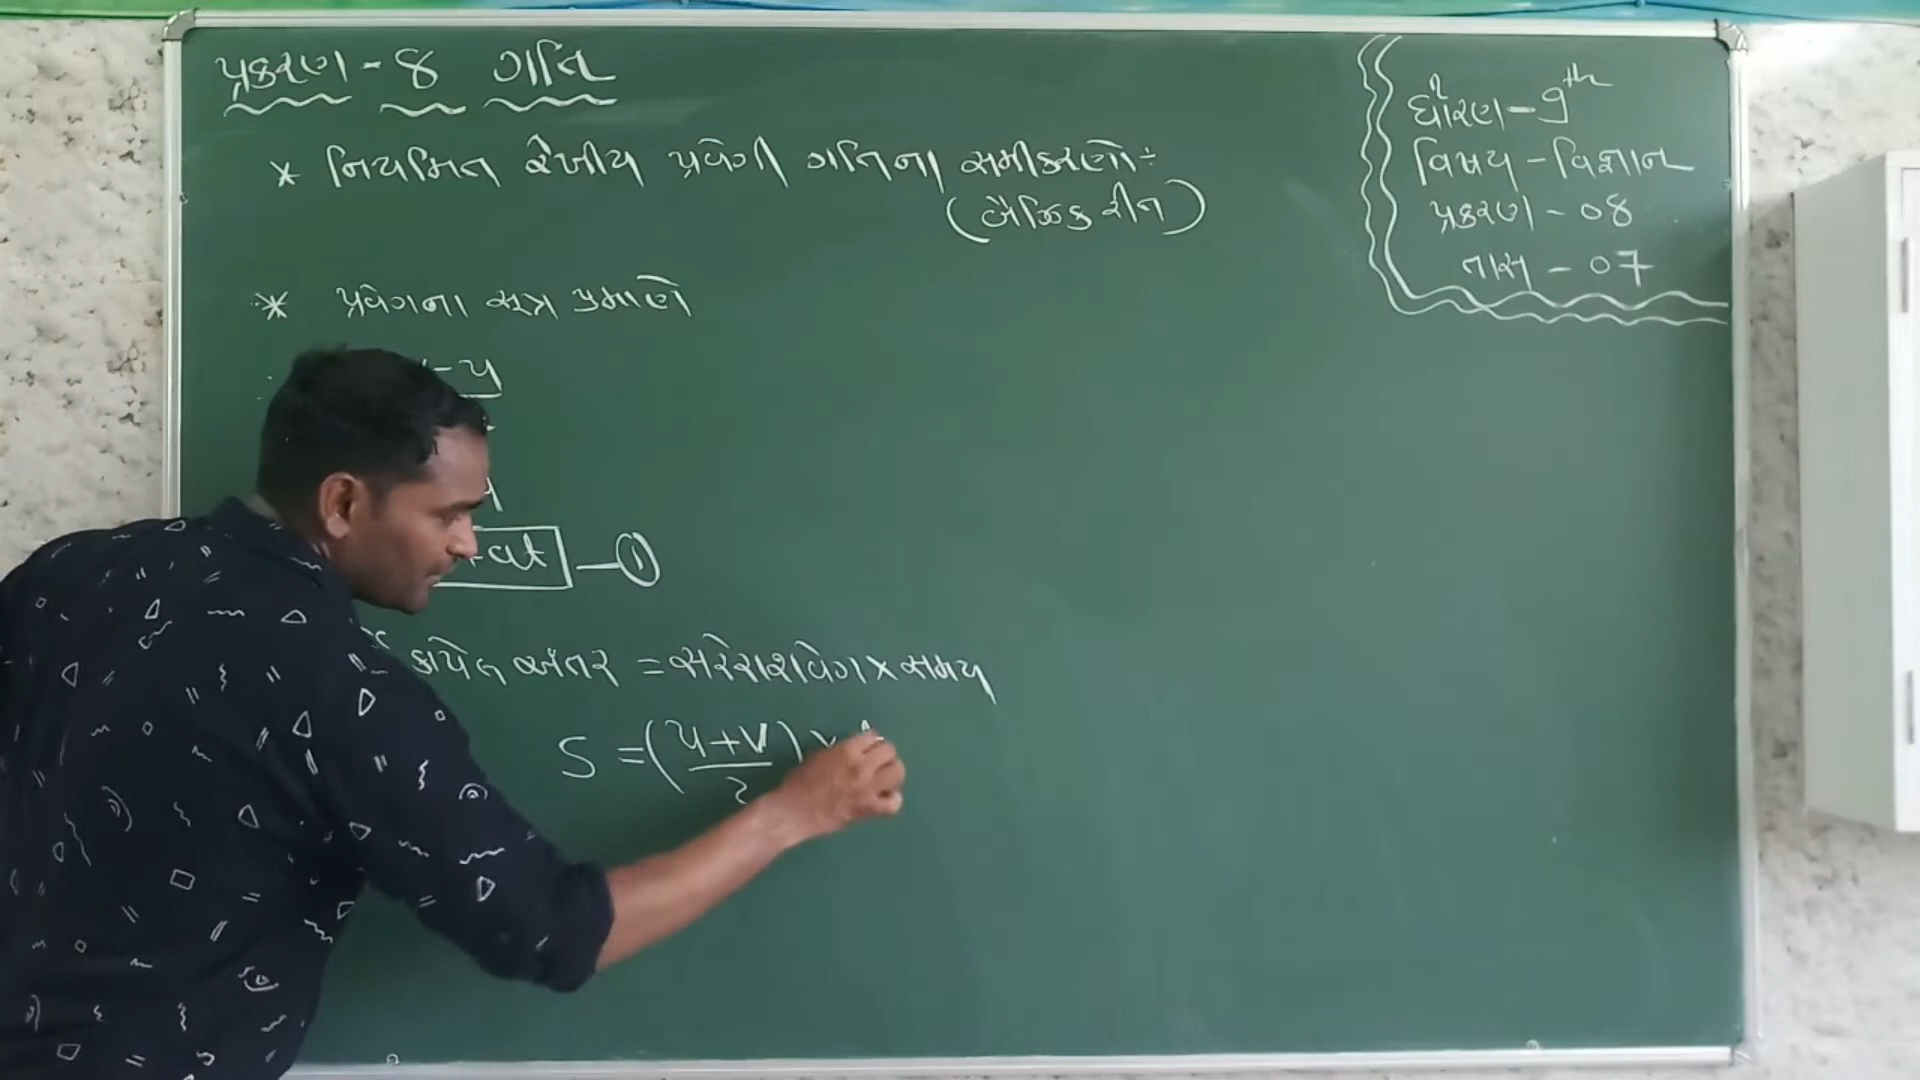 પ્રકરણ - 8 ગતિ
* નિયમિત રેખીય પ્રવેગી ગતિના સમીકરણો ÷
(બૈજિક રીત)
ધોરણ - 9th
વિષય - વિજ્ઞાન
પ્રકરણ - 08
તાસ - 07
* પ્રવેગના સૂત્ર પ્રમાણે
- u
+at — ①
કાપેલ અંતર = સરેરાશવેગ × સમય
S = (u+v/2) ×